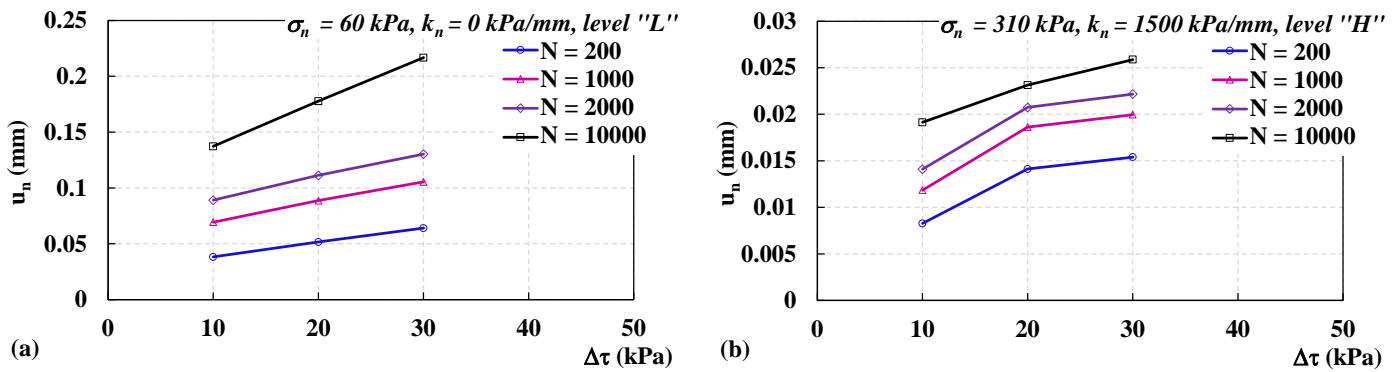 σn = 60 kPa, kn = 0 kPa/mm, level "L"
N = 200
N = 1000
N = 2000
N = 10000
0.25
0.2
0.15
0.1
0.05
0
un (mm)
0 10 20 30 40 50
(a)
Δτ (kPa)
σn = 310 kPa, kn = 1500 kPa/mm, level "H"
N = 200
N = 1000
N = 2000
N = 10000
0.03
0.025
0.02
0.015
0.01
0.005
0
un (mm)
0 10 20 30 40 50
(b)
Δτ (kPa)